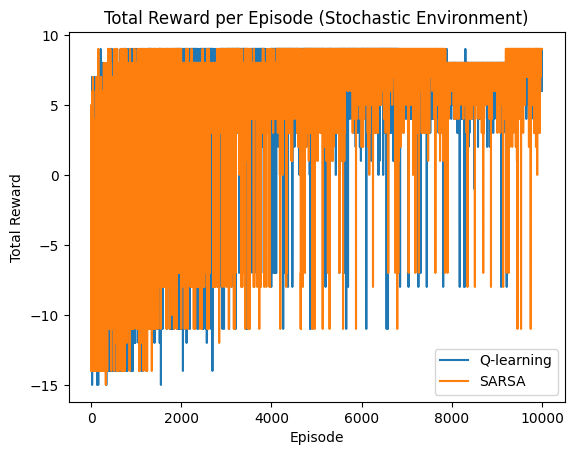 Total Reward per Episode (Stochastic Environment)
Total Reward
10
5
0
−5
−10
−15
0 2000 4000 6000 8000 10000
Episode
Q-learning
SARSA